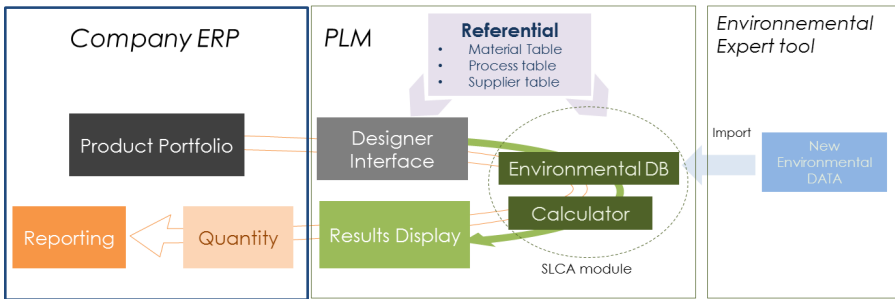 Company ERP
PLM
Referential
• Material Table
• Process table
• Supplier table
Environnemental
Expert tool
Product Portfolio
Designer
Interface
Environmental DB
Import
New
Environmental
DATA
Reporting
Quantity
Results Display
Calculator
SLCA module